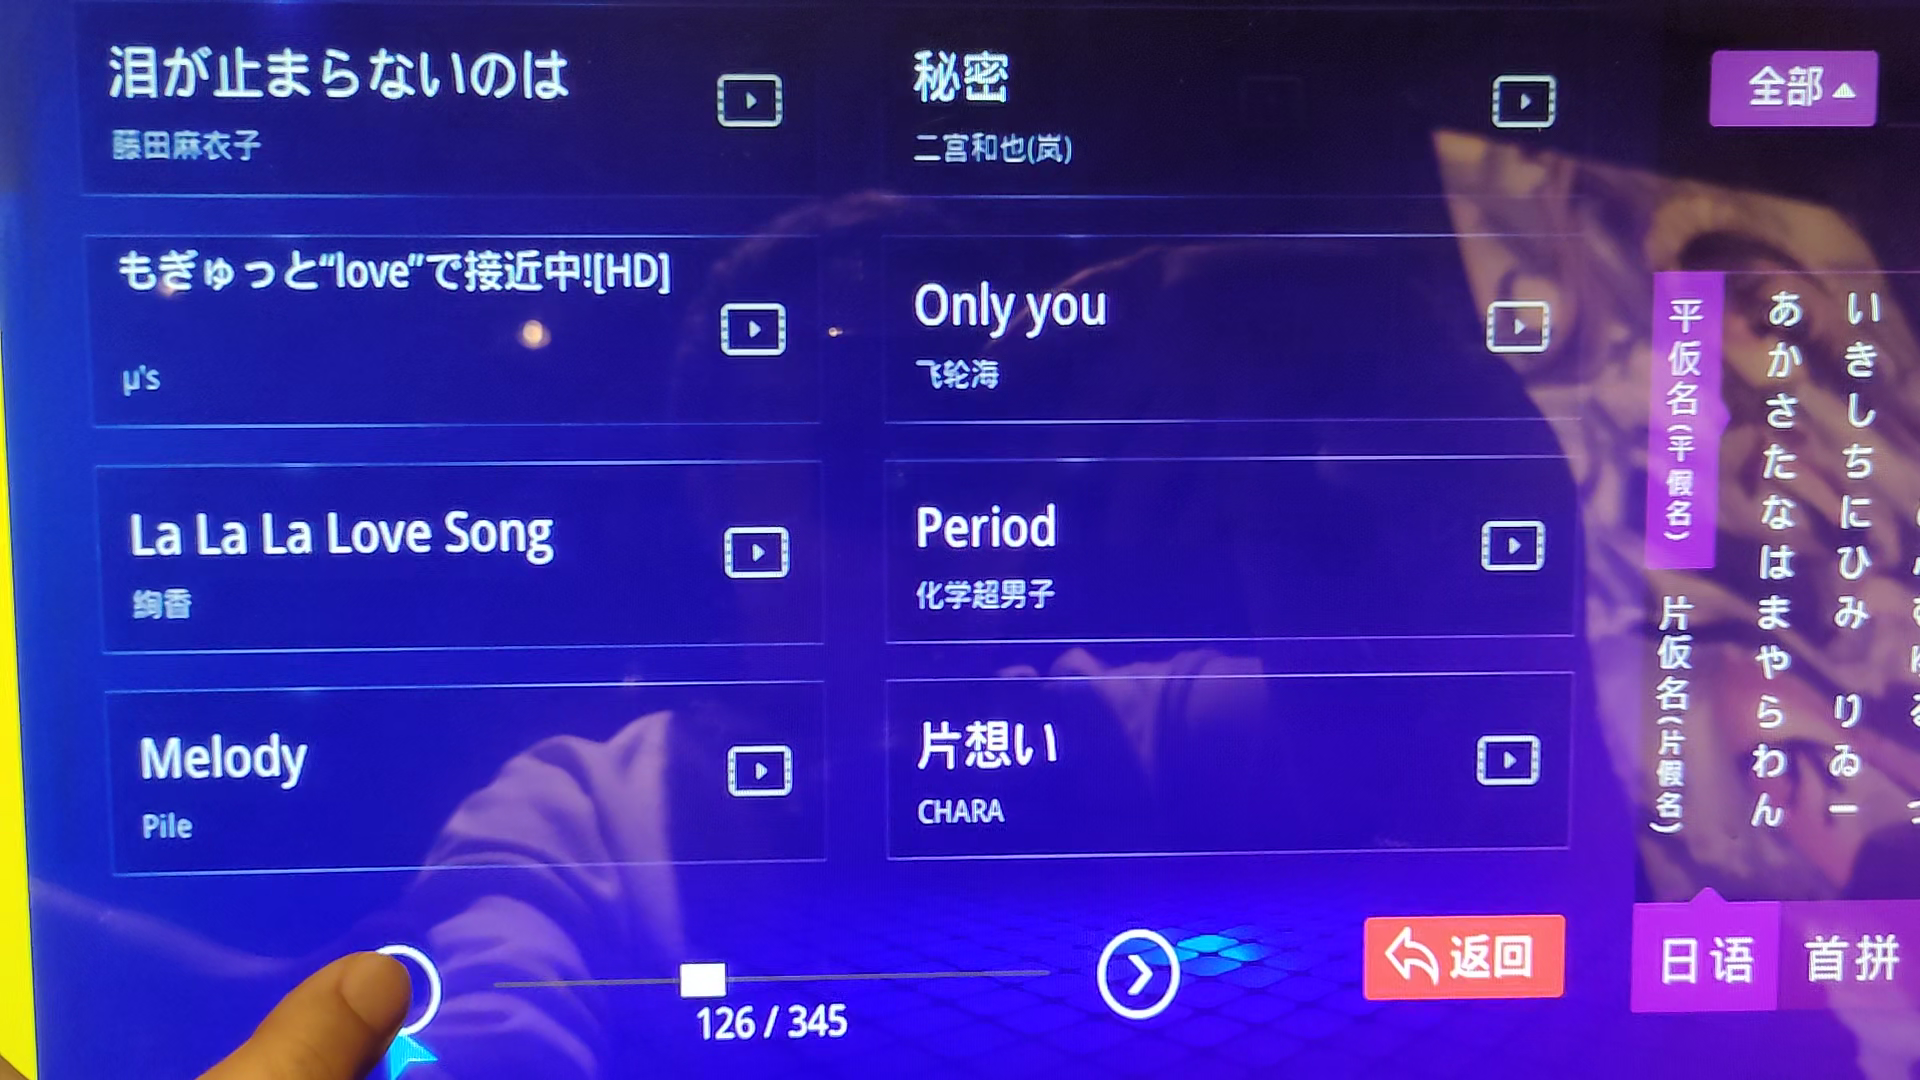 泪が止まらないのは
藤田麻衣子
秘密
二宫和也(岚)
もぎゅっと“love”で接近中![HD]
μ's
Only you
飞轮海
La La La Love Song
绚香
Period
化学超男子
Melody
Pile
片想い
CHARA
126 / 345
返回
全部
平仮名(平假名)
片仮名(片假名)
あかさたなはまやらわん
いきしちにひみ りゐー
日语
首拼